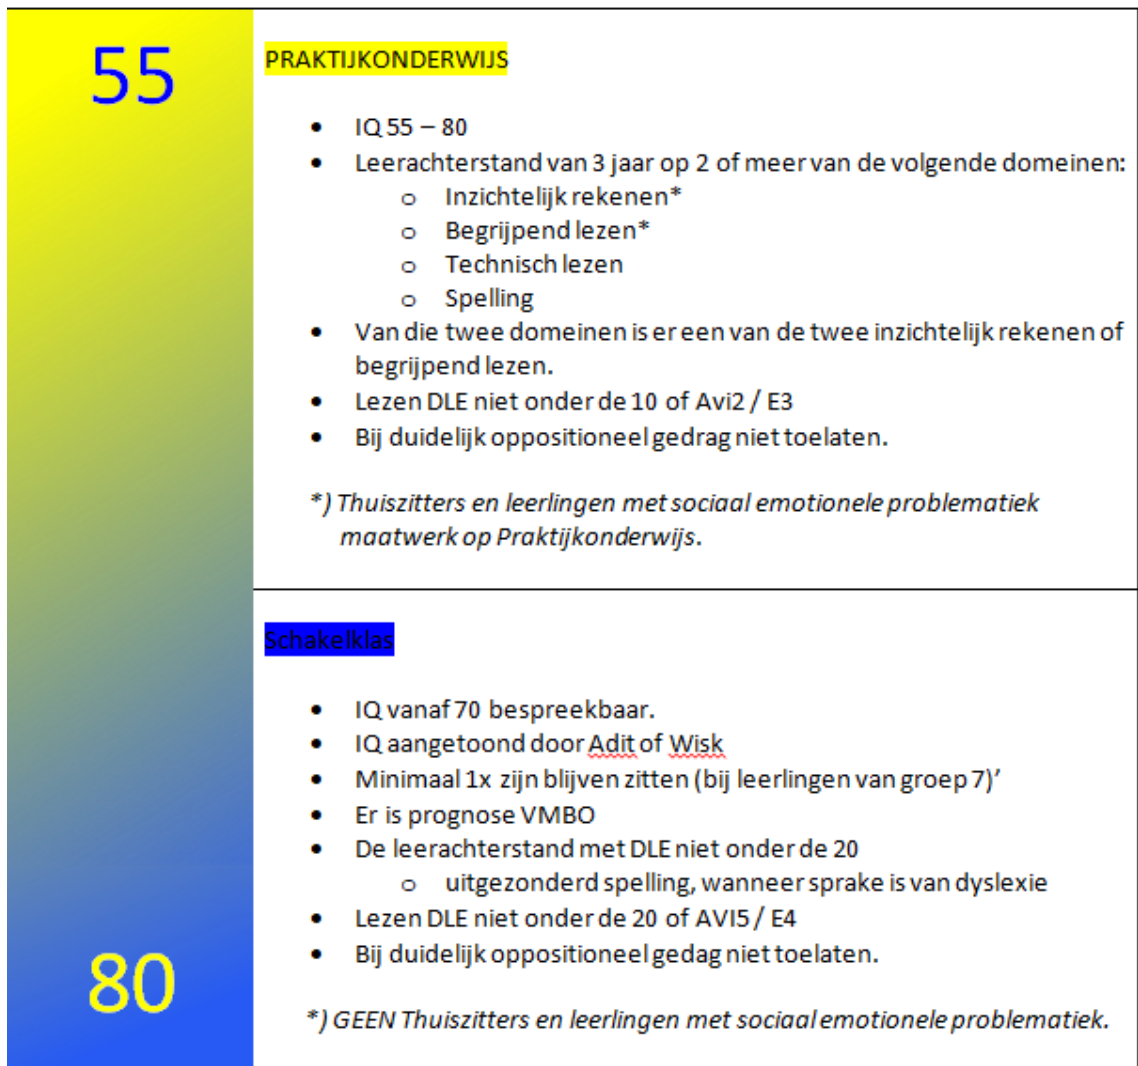 55
PRAKTIJKONDERWIJS
• IQ 55 – 80
• Leerachterstand van 3 jaar op 2 of meer van de volgende domeinen:
o Inzichtelijk rekenen*
o Begrijpend lezen*
o Technisch lezen
o Spelling
• Van die twee domeinen is er een van de twee inzichtelijk rekenen of
begrijpend lezen.
• Lezen DLE niet onder de 10 of Avi2 / E3
• Bij duidelijk oppositioneel gedrag niet toelaten.
*) Thuiszitters en leerlingen met sociaal emotionele problematiek
maatwerk op Praktijkonderwijs.
Schakelklas
• IQ vanaf 70 bespreekbaar.
• IQ aangetoond door Adit of Wisk
• Minimaal 1x zijn blijven zitten (bij leerlingen van groep 7)’
• Er is prognose VMBO
• De leerachterstand met DLE niet onder de 20
o uitgezonderd spelling, wanneer sprake is van dyslexie
• Lezen DLE niet onder de 20 of AVI5 / E4
• Bij duidelijk oppositioneel gedag niet toelaten.
*) GEEN Thuiszitters en leerlingen met sociaal emotionele problematiek.
80